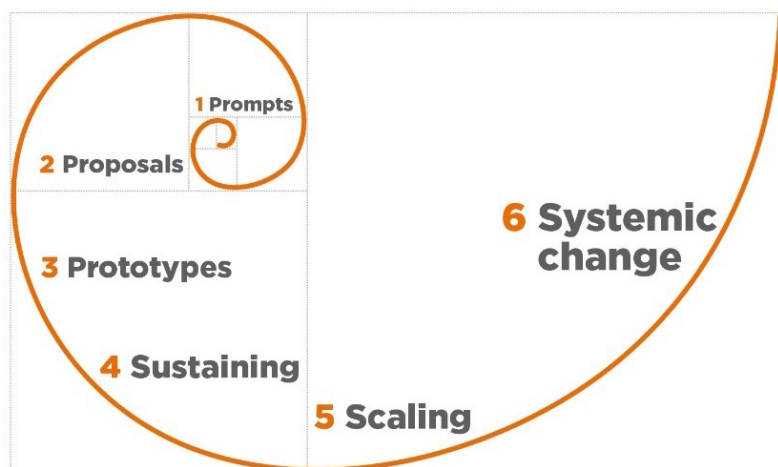 1 Prompts
2 Proposals
3 Prototypes
4 Sustaining
5 Scaling
6 Systemic
change